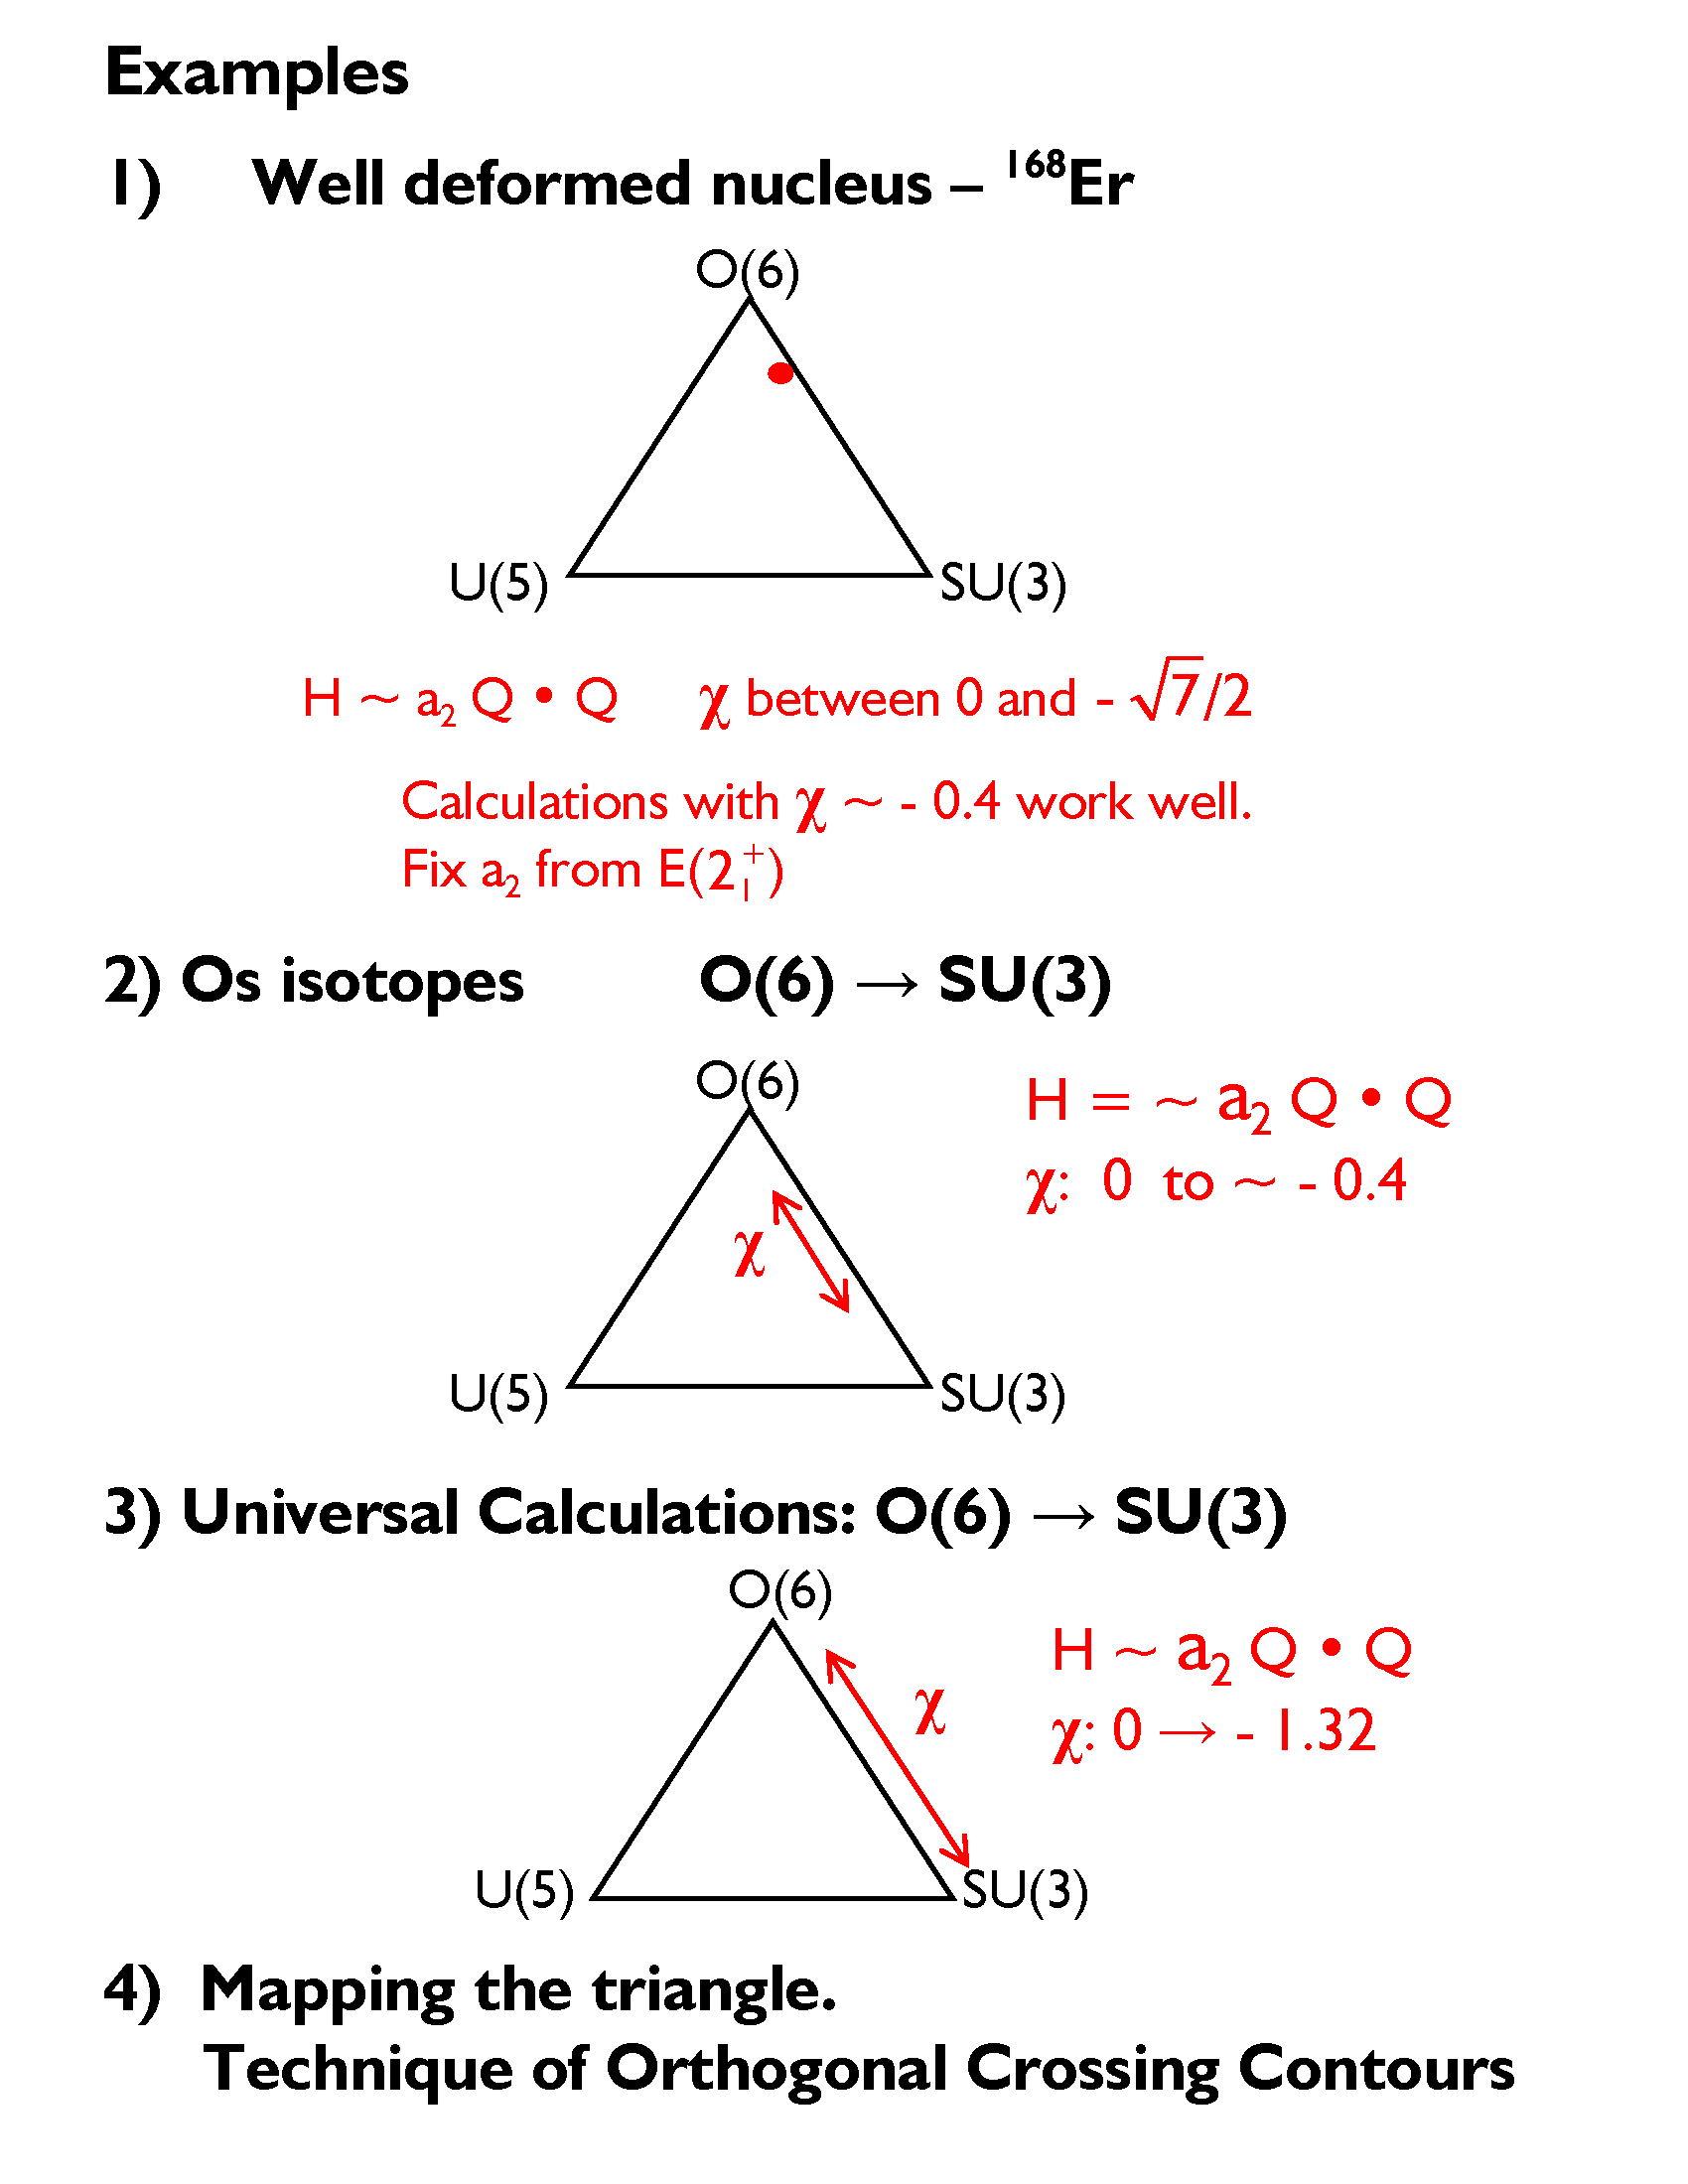 Examples
1) Well deformed nucleus – ¹⁶⁸Er
O(6)
U(5)
SU(3)
H ~ a₂ Q • Q χ between 0 and - √7/2
Calculations with χ ~ - 0.4 work well.
Fix a₂ from E(2₁⁺)
2) Os isotopes O(6) → SU(3)
O(6)
H = ~ a₂ Q • Q
χ: 0 to ~ - 0.4
χ
U(5)
SU(3)
3) Universal Calculations: O(6) → SU(3)
O(6)
H ~ a₂ Q • Q
χ
χ: 0 → - 1.32
U(5)
SU(3)
4) Mapping the triangle.
Technique of Orthogonal Crossing Contours